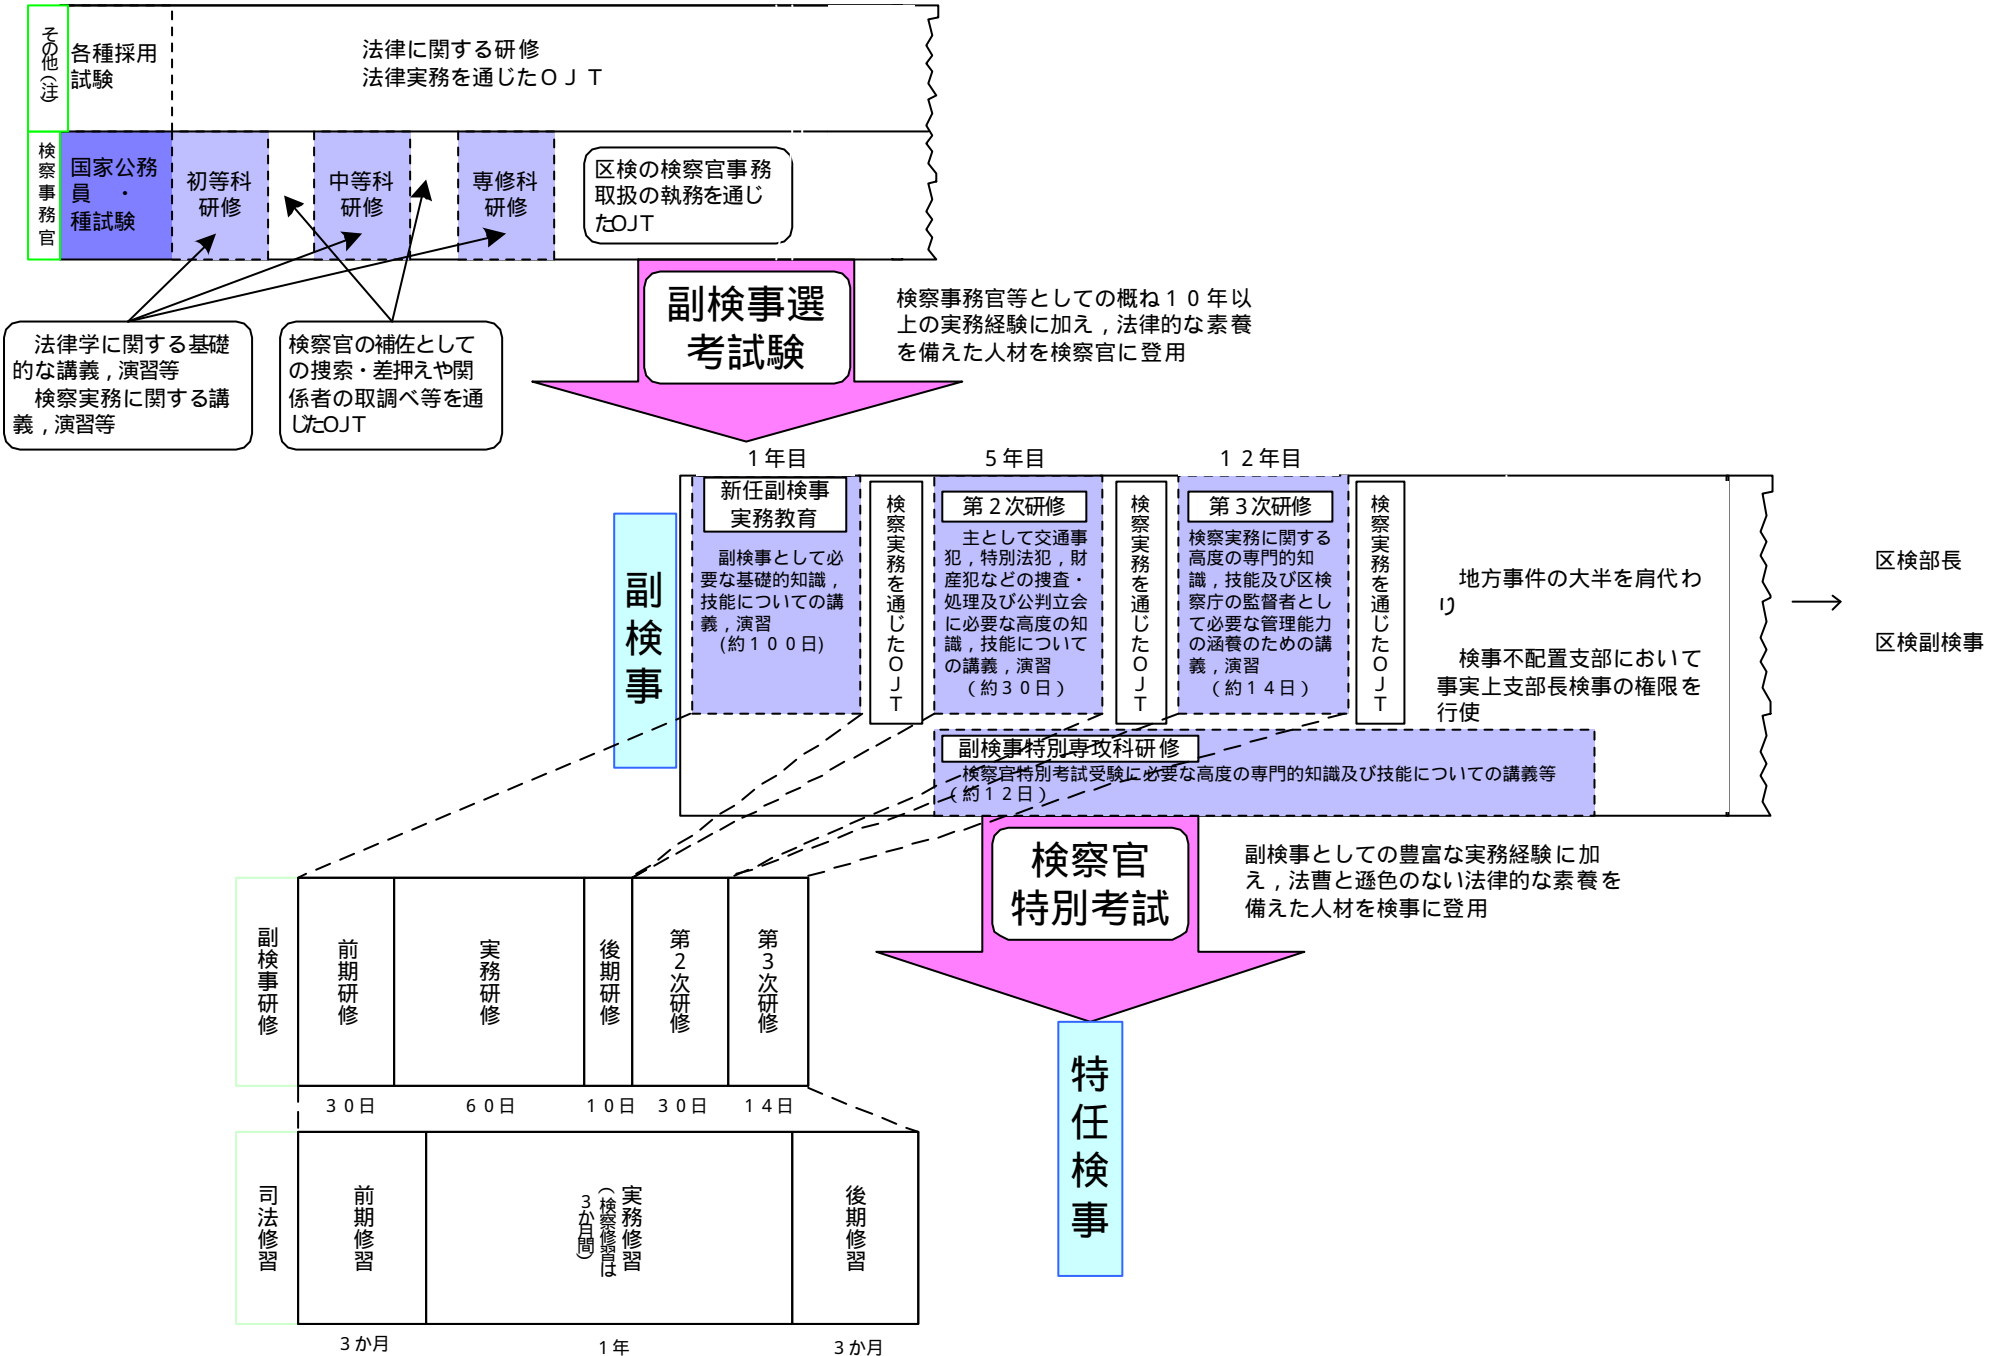 その他(注)
各種採用
試験
法律に関する研修
法律実務を通じたＯＪＴ
検察事務官
国家公務
員　・
種試験
初等科
研修
中等科
研修
専修科
研修
区検の検察官事務
取扱の執務を通じ
たOJT
副検事選
考試験
検察事務官等としての概ね１０年以
上の実務経験に加え，法律的な素養
を備えた人材を検察官に登用
法律学に関する基礎
的な講義，演習等
検察実務に関する講
義，演習等
検察官の補佐として
の捜索・差押えや関
係者の取調べ等を通
じたOJT
1年目
5年目
１２年目
副検事
新任副検事
実務教育
副検事として必
要な基礎的知識，
技能についての講
義，演習
(約１００日)
検察実務を通じたＯＪＴ
第２次研修
主として交通事
犯，特別法犯，財
産犯などの捜査・
処理及び公判立会
に必要な高度の知
識，技能について
の講義，演習
（約３０日）
検察実務を通じたＯＪＴ
第３次研修
検察実務に関する
高度の専門的知
識，技能及び区検
察庁の監督者とし
て必要な管理能力
の涵養のための講
義，演習
（約１４日）
検察実務を通じたＯＪＴ
地方事件の大半を肩代わ
り
検事不配置支部において
事実上支部長検事の権限を
行使
→
区検部長
区検副検事
副検事特別専攻科研修
検察官特別考試受験に必要な高度の専門的知識及び技能についての講義等
（約１２日）
検察官
特別考試
副検事としての豊富な実務経験に加
え，法曹と遜色のない法律的な素養を
備えた人材を検事に登用
特任検事
副検事研修
前期研修
実務研修
後期研修
第２次研修
第３次研修
３０日
６０日
１０日
３０日
１４日
司法修習
前期修習
実務修習
(検察修習は
３か月間)
後期修習
３か月
1年
３か月